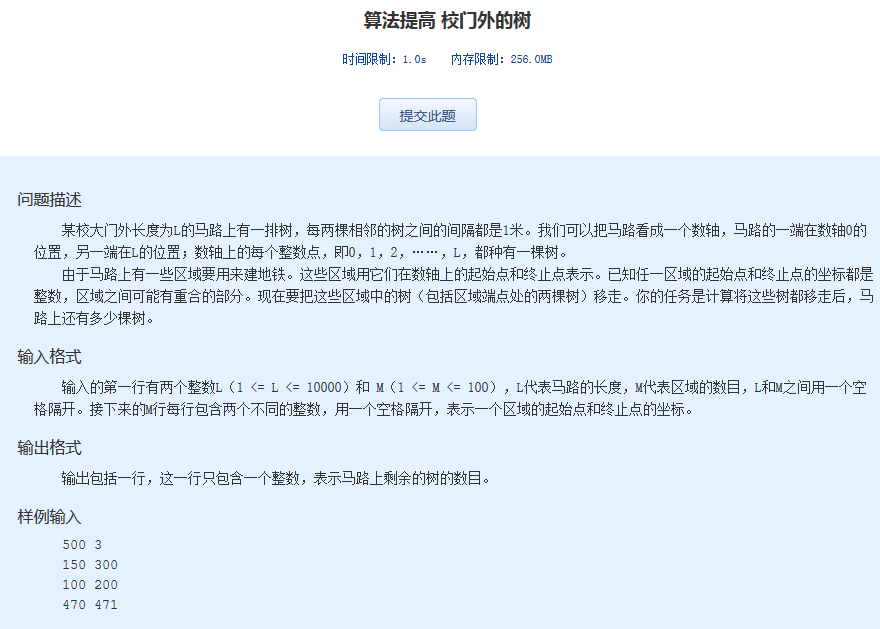 算法提高 校门外的树
时间限制：1.0s 内存限制：256.0MB
提交此题
问题描述
某校大门外长度为L的马路上有一排树，每两棵相邻的树之间的间隔都是1米。我们可以把马路看成一个数轴，马路的一端在数轴0的
位置，另一端在L的位置；数轴上的每个整数点，即0，1，2，……，L，都种有一棵树。
由于马路上有一些区域要用来建地铁。这些区域用它们在数轴上的起始点和终止点表示。已知任一区域的起始点和终止点的坐标都是
整数，区域之间可能有重合的部分。现在要把这些区域中的树（包括区域端点处的两棵树）移走。你的任务是计算将这些树都移走后，马
路上还有多少棵树。
输入格式
输入的第一行有两个整数L（1 <= L <= 10000）和 M（1 <= M <= 100），L代表马路的长度，M代表区域的数目，L和M之间用一个空
格隔开。接下来的M行每行包含两个不同的整数，用一个空格隔开，表示一个区域的起始点和终止点的坐标。
输出格式
输出包括一行，这一行只包含一个整数，表示马路上剩余的树的数目。
样例输入
500 3
150 300
100 200
470 471